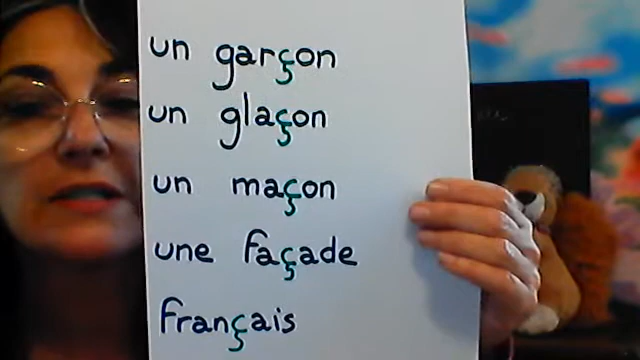 un garçon
un glaçon
un maçon
une façade
français